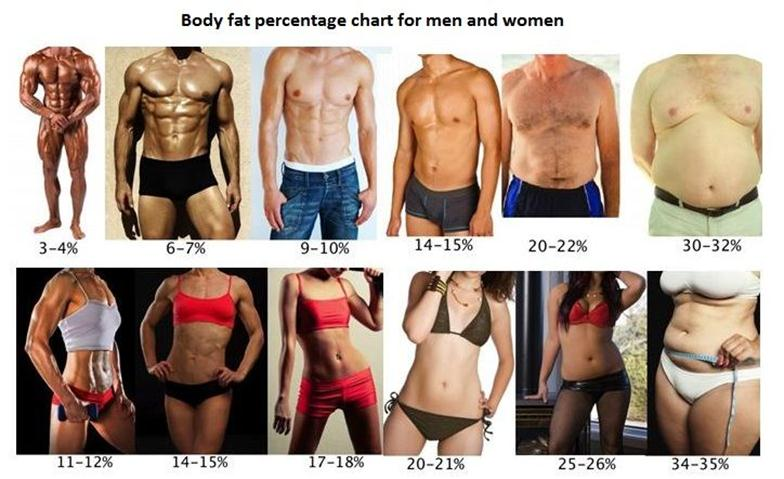 Body fat percentage chart for men and women
3-4% 6-7% 9-10% 14-15% 20-22% 30-32%
11-12% 14-15% 17-18% 20-21% 25-26% 34-35%